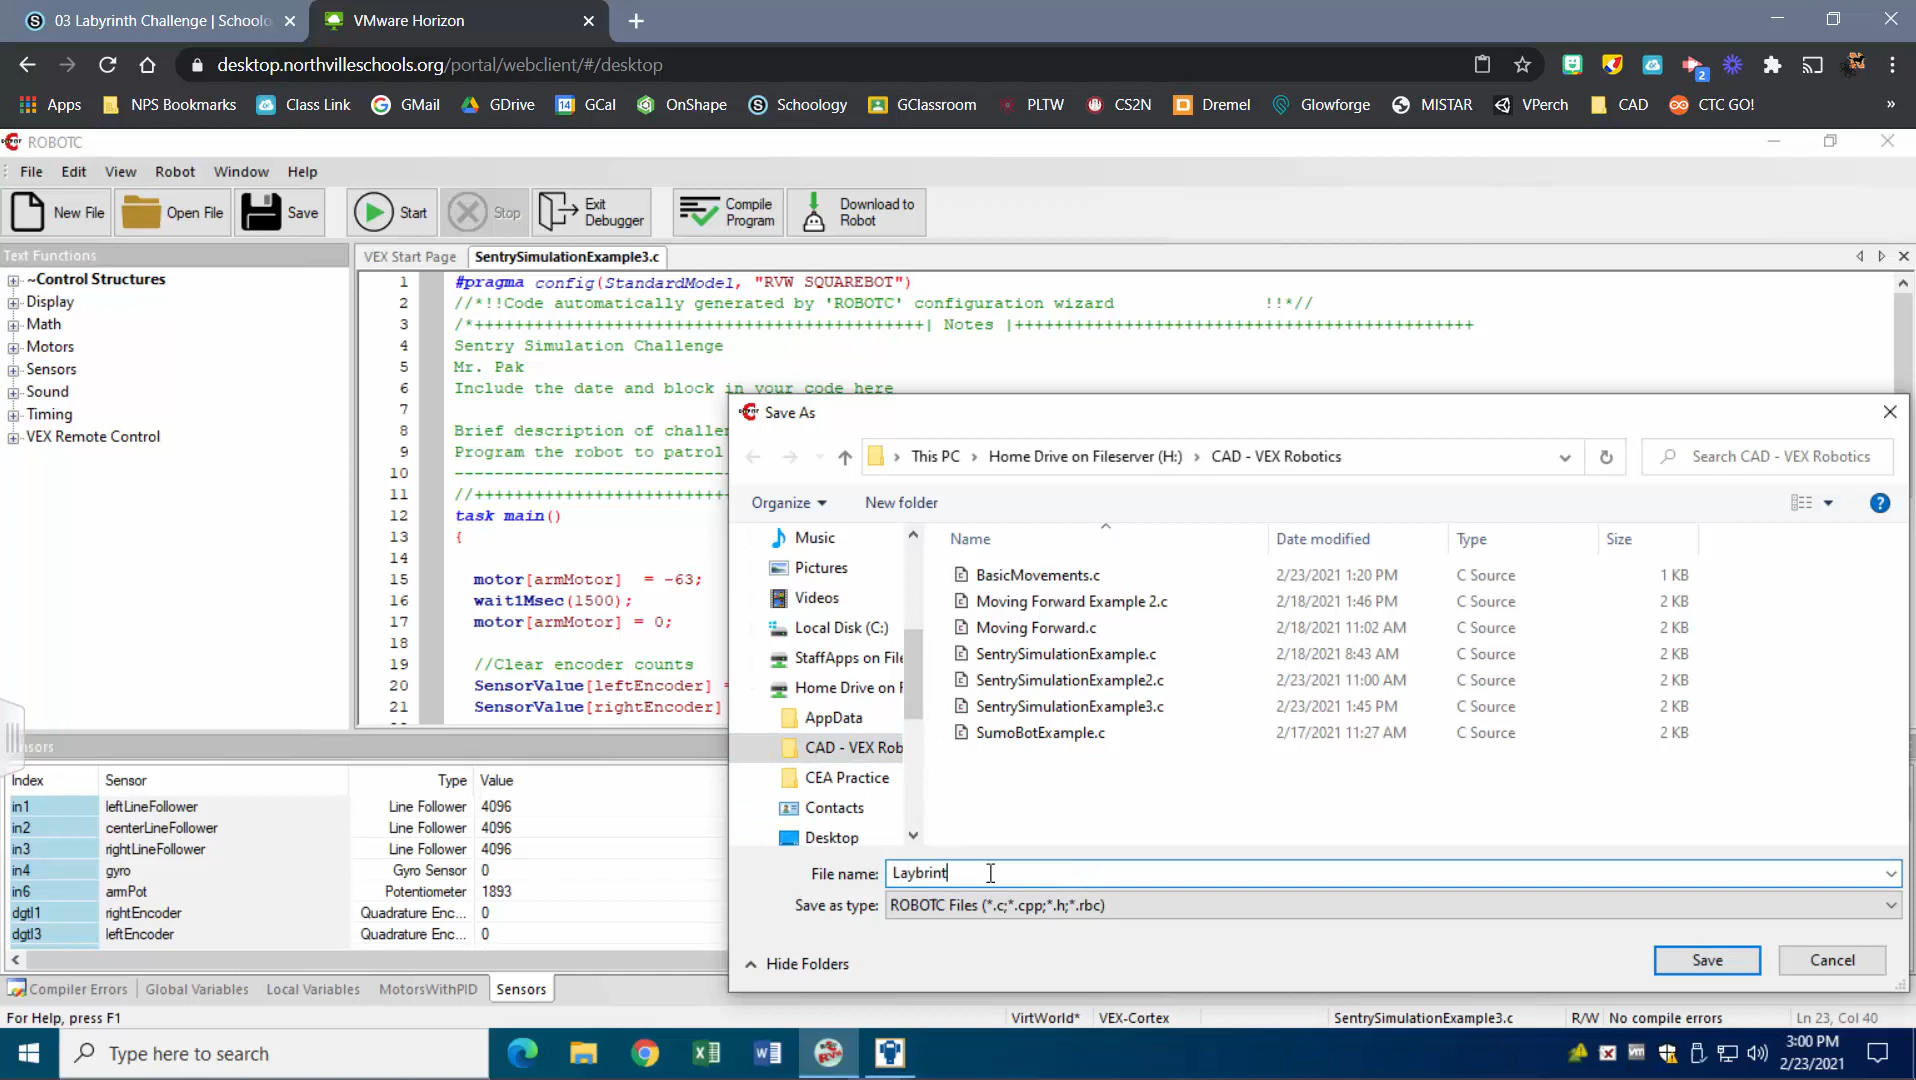 03 Labyrinth Challenge | Schoolo
VMware Horizon
desktop.northvilleschools.org/portal/webclient/#/desktop
2
Apps
NPS Bookmarks
Class Link
GMail
GDrive
14
GCal
OnShape
Schoology
GClassroom
PLTW
CS2N
Dremel
Glowforge
MISTAR
VPerch
CAD
CTC GO!
»
ROBOTC
File Edit View Robot Window Help
New File
Open File
Save
Start
Stop
Exit
Debugger
Compile
Program
Download to
Robot
Text Functions
~Control Structures
Display
Math
Motors
Sensors
Sound
Timing
VEX Remote Control
VEX Start Page
SentrySimulationExample3.c
1 #pragma config(StandardModel, "RVW SQUAREBOT")
2 //*!!Code automatically generated by 'ROBOTC' configuration wizard !!*//
3 /*+++++++++++++++++++++++++++++++++++++++++++++| Notes |++++++++++++++++++++++++++++++++++++++++++++++
4 Sentry Simulation Challenge
5 Mr. Pak
6 Include the date and block in your code here
7
8 Brief description of challe
9 Program the robot to patrol
10 ---------------------------
11 //+++++++++++++++++++++++++
12 task main()
13 {
14
15 motor[armMotor] = -63;
16 wait1Msec(1500);
17 motor[armMotor] = 0;
18
19 //Clear encoder counts
20 SensorValue[leftEncoder] =
21 SensorValue[rightEncoder]
Save As
This PC › Home Drive on Fileserver (H:) › CAD - VEX Robotics
Search CAD - VEX Robotics
Organize
New folder
Music
Pictures
Videos
Local Disk (C:)
StaffApps on File
Home Drive on F
AppData
CAD - VEX Rob
CEA Practice
Contacts
Desktop
Name Date modified Type Size
BasicMovements.c 2/23/2021 1:20 PM C Source 1 KB
Moving Forward Example 2.c 2/18/2021 1:46 PM C Source 2 KB
Moving Forward.c 2/18/2021 11:02 AM C Source 2 KB
SentrySimulationExample.c 2/18/2021 8:43 AM C Source 2 KB
SentrySimulationExample2.c 2/23/2021 11:00 AM C Source 2 KB
SentrySimulationExample3.c 2/23/2021 1:45 PM C Source 2 KB
SumoBotExample.c 2/17/2021 11:27 AM C Source 2 KB
File name: Laybrint
Save as type: ROBOTC Files (*.c;*.cpp;*.h;*.rbc)
Hide Folders
Save
Cancel
nsors
Index Sensor Type Value
in1 leftLineFollower Line Follower 4096
in2 centerLineFollower Line Follower 4096
in3 rightLineFollower Line Follower 4096
in4 gyro Gyro Sensor 0
in6 armPot Potentiometer 1893
dgtl1 rightEncoder Quadrature Enc... 0
dgtl3 leftEncoder Quadrature Enc... 0
Compiler Errors
Global Variables
Local Variables
MotorsWithPID
Sensors
For Help, press F1
VirtWorld*
VEX-Cortex
SentrySimulationExample3.c
R/W
No compile errors
Ln 23, Col 40
Type here to search
3:00 PM
2/23/2021